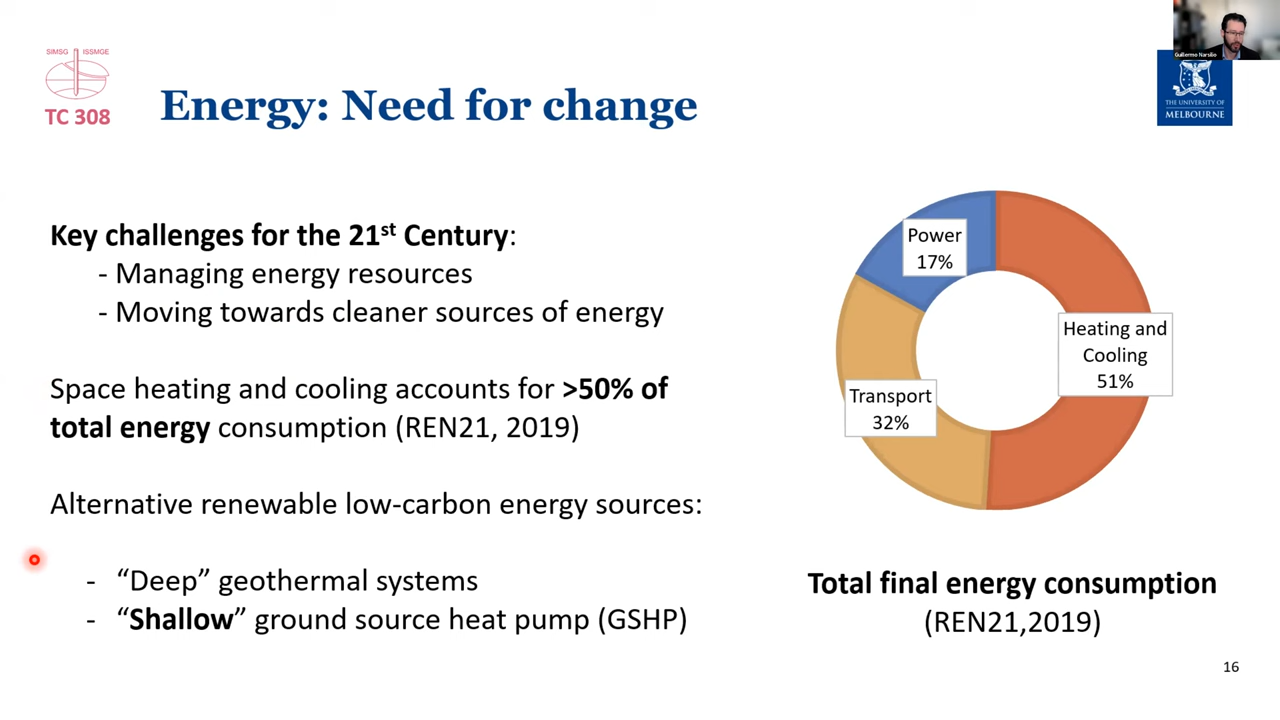 SIMSG ISSMGE
TC 308
Energy: Need for change
Guillermo Narsilio
THE UNIVERSITY OF
MELBOURNE
Key challenges for the 21st Century:
- Managing energy resources
- Moving towards cleaner sources of energy
Space heating and cooling accounts for >50% of
total energy consumption (REN21, 2019)
Alternative renewable low-carbon energy sources:
- “Deep” geothermal systems
- “Shallow” ground source heat pump (GSHP)
Power
17%
Heating and
Cooling
51%
Transport
32%
Total final energy consumption
(REN21,2019)
16